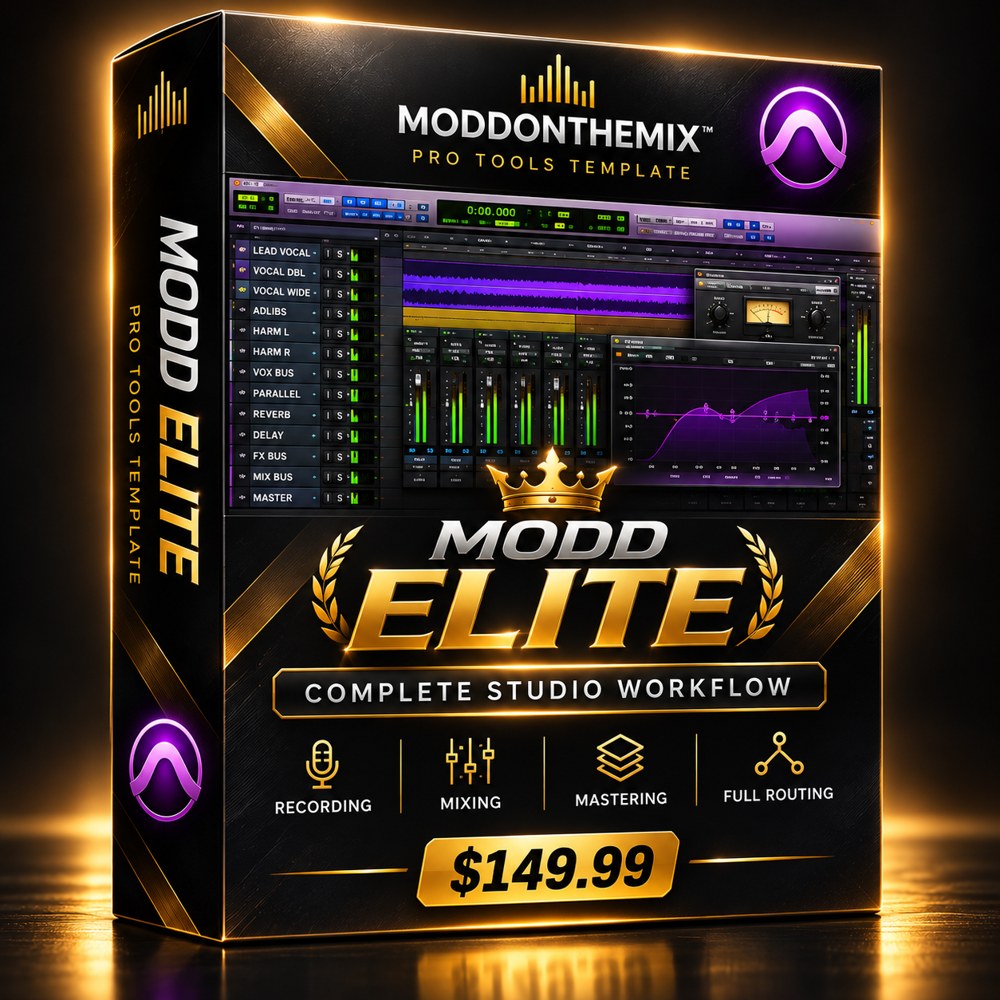 MODDONTHEMIX™
PRO TOOLS TEMPLATE
MODD ELITE
PRO TOOLS TEMPLATE
0:00.000
LEAD VOCAL I S
VOCAL DBL I S
VOCAL WIDE I S
ADLIBS I S
HARM L I S
HARM R I S
VOX BUS I S
PARALLEL I S
REVERB I S
DELAY I S
FX BUS I S
MIX BUS I S
MASTER I S
MODD
ELITE
COMPLETE STUDIO WORKFLOW
RECORDING
MIXING
MASTERING
FULL ROUTING
$149.99